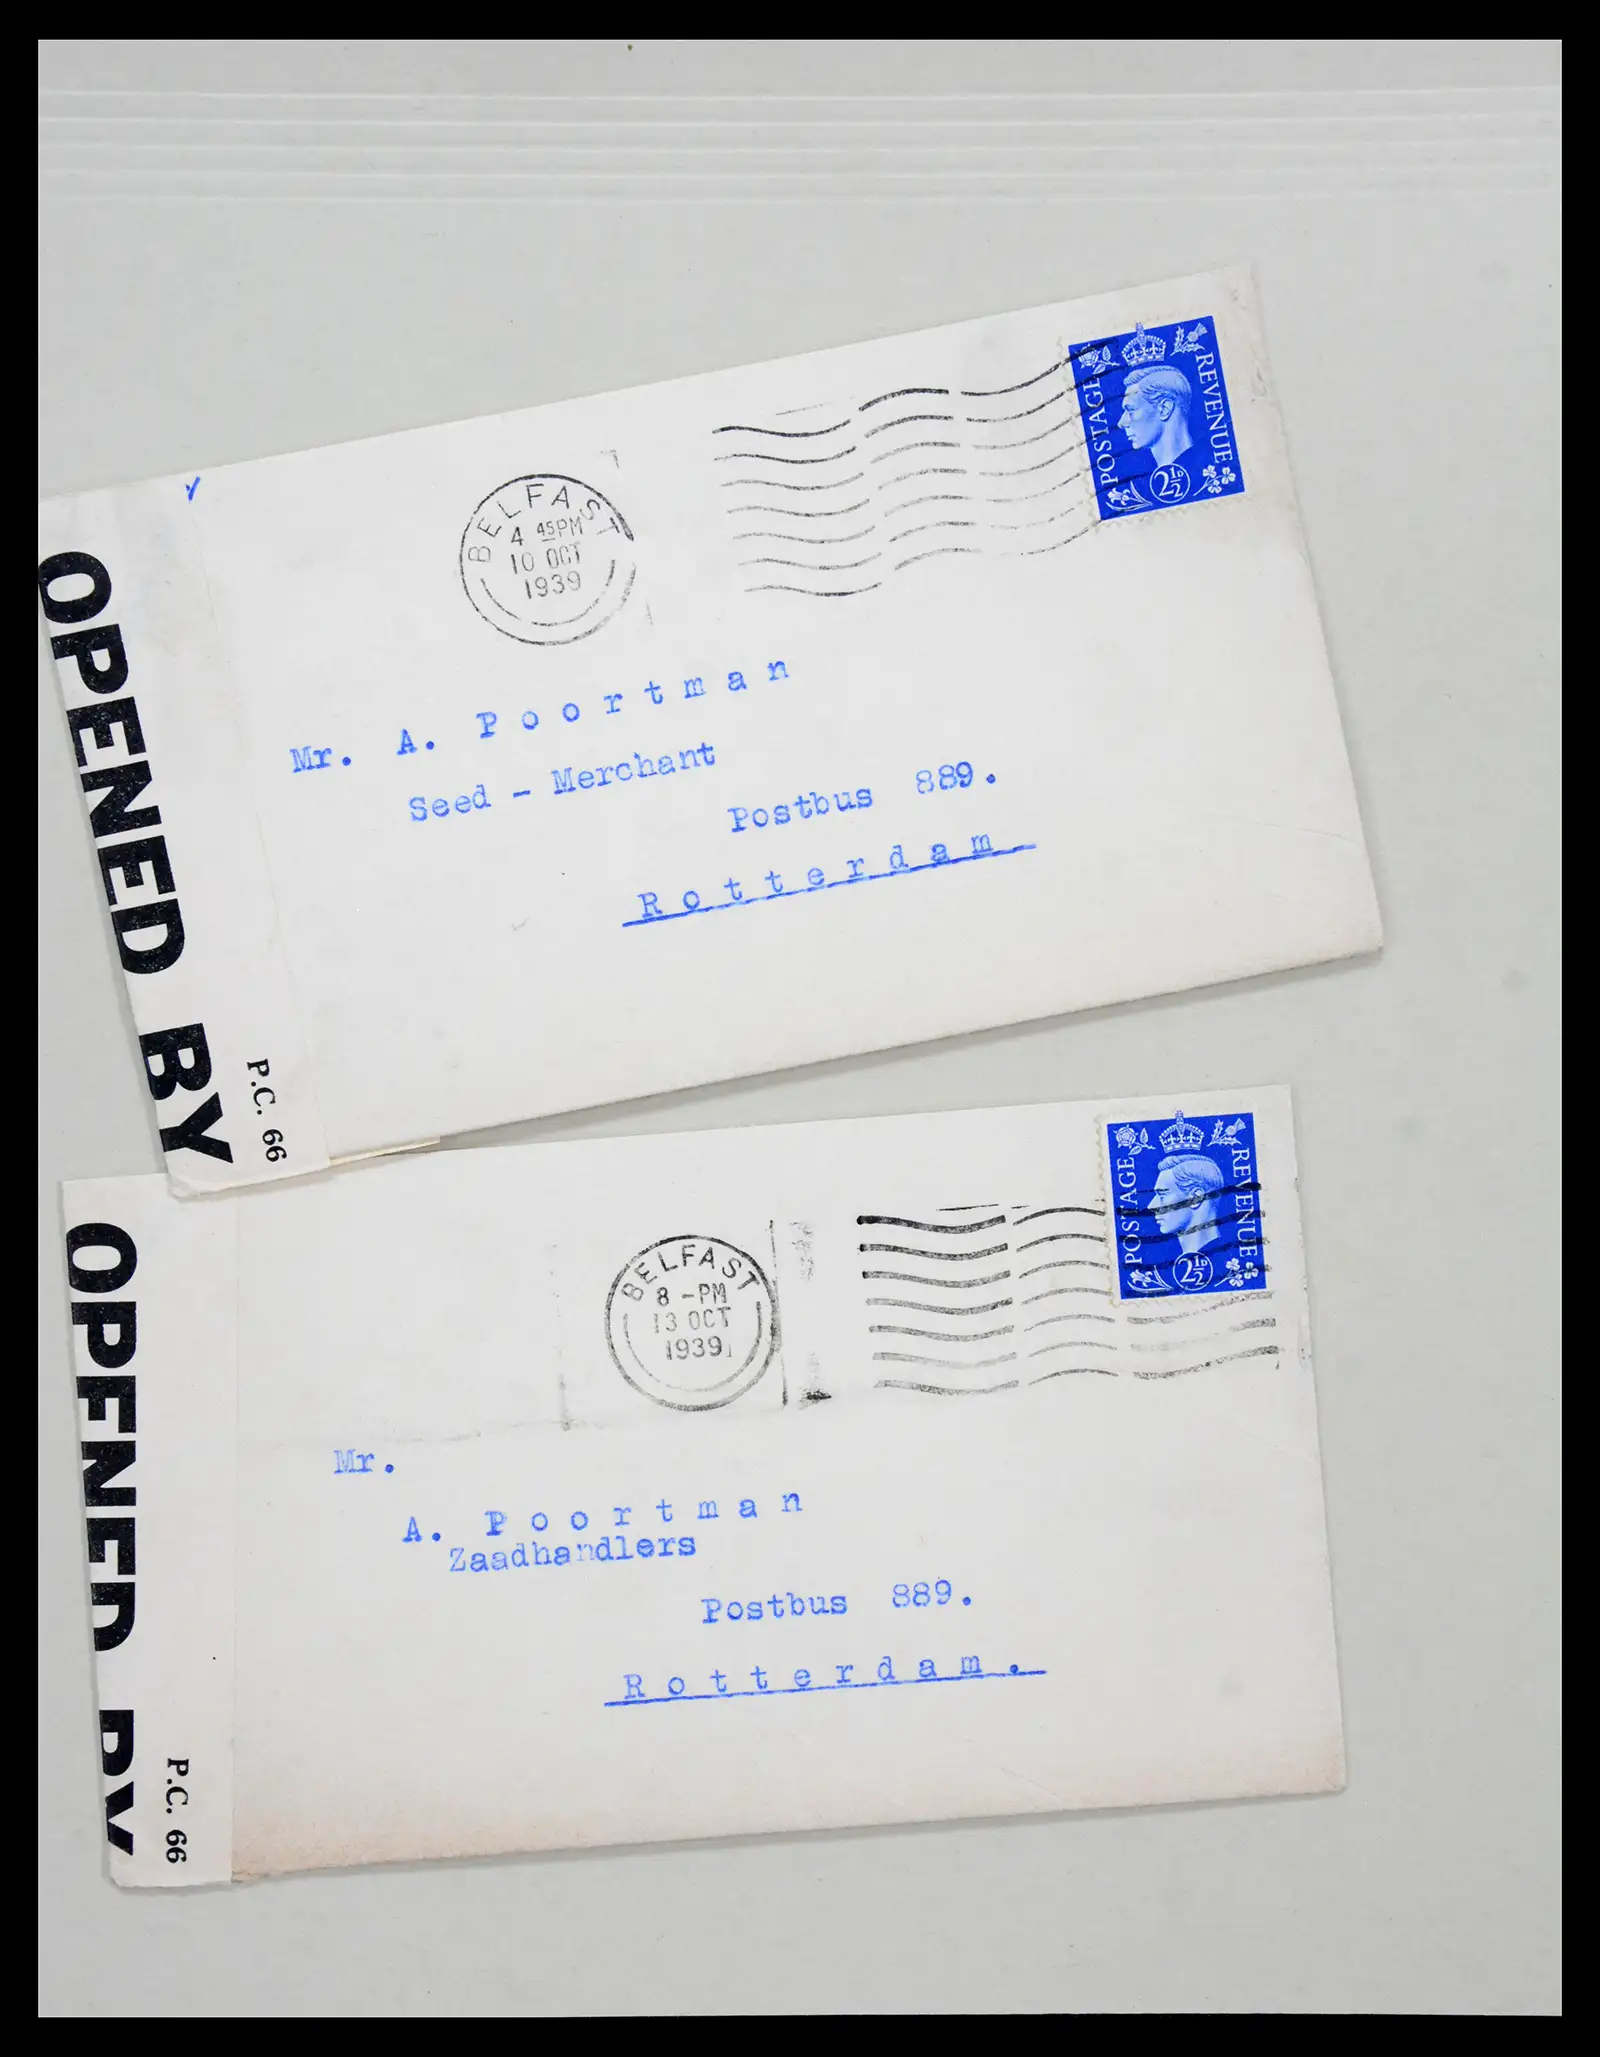 POSTAGE
REVENUE
2½D
BELFAST
4 45PM
10 OCT
1939
OPENED BY
P.C. 66
Mr. A. Poortman
Seed - Merchant
Postbus 889.
Rotterdam
POSTAGE
REVENUE
2½D
BELFAST
8 - PM
13 OCT
1939
OPENED BY
P.C. 66
Mr.
A. Poortman
Zaadhandlers
Postbus 889.
Rotterdam.